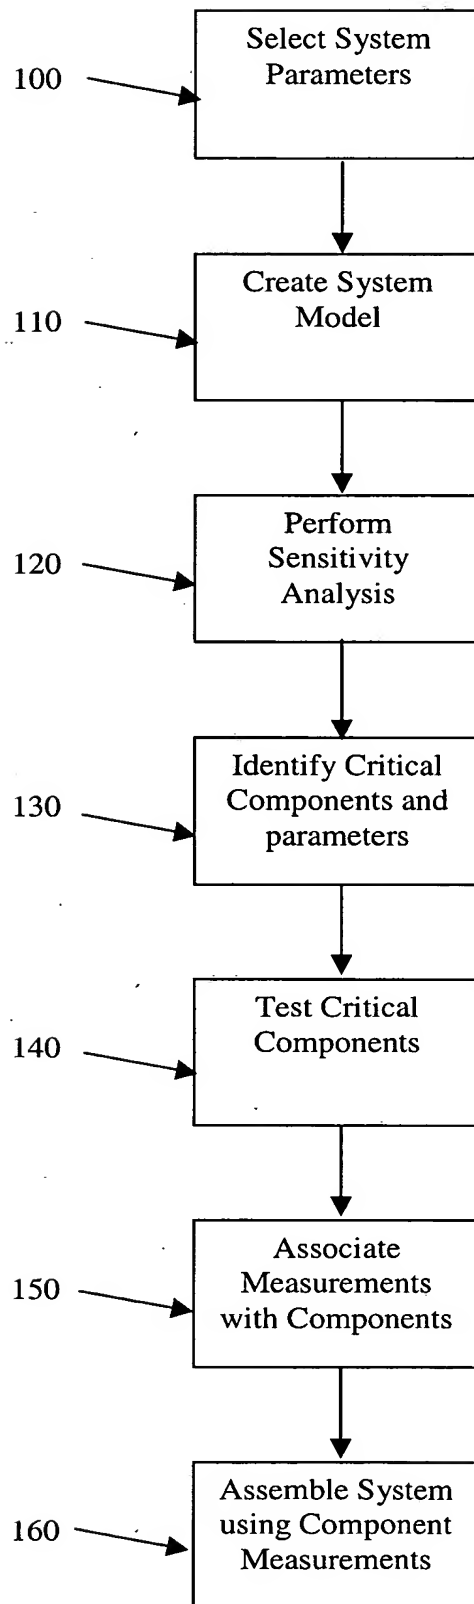 Select System
Parameters
100
Create System
Model
110
Perform
Sensitivity
Analysis
120
Identify Critical
Components and
parameters
130
Test Critical
Components
140
Associate
Measurements
with Components
150
Assemble System
using Component
Measurements
160